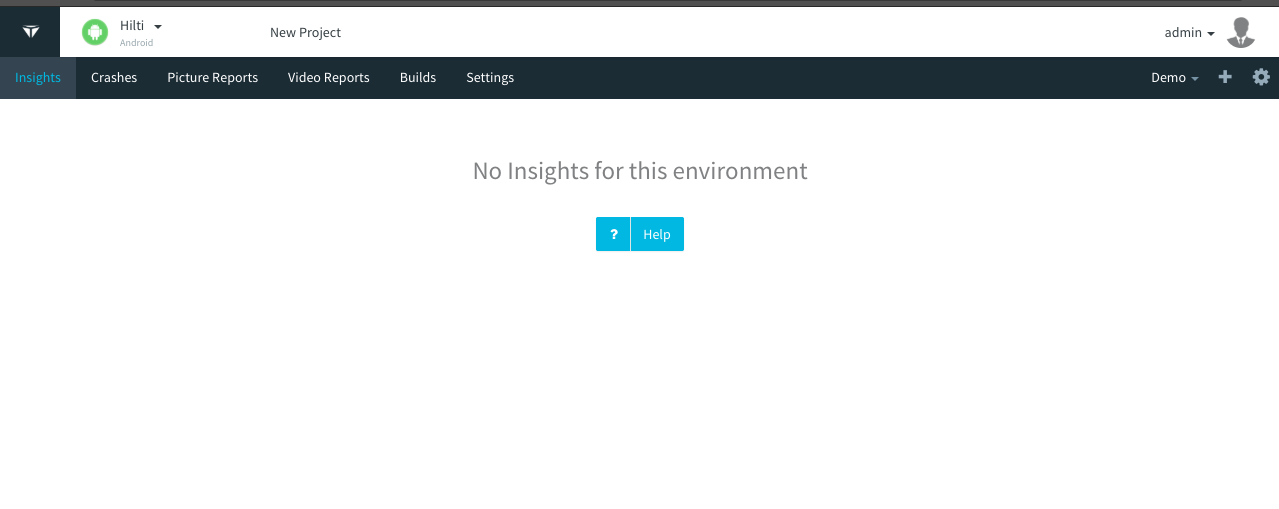 Hilti
Android
New Project
admin
Insights Crashes Picture Reports Video Reports Builds Settings Demo
No Insights for this environment
? Help